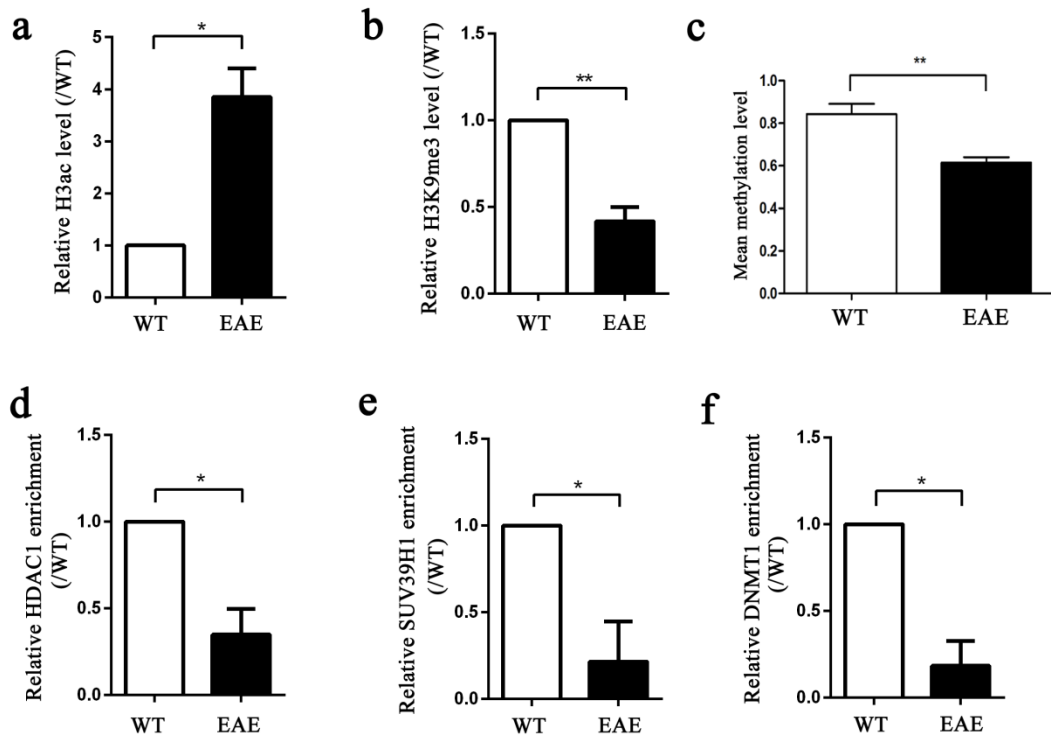 a
Relative H3ac level (/WT)
5
4
3
2
1
0
*
WT
EAE
b
Relative H3K9me3 level (/WT)
1.5
1.0
0.5
0.0
**
WT
EAE
c
Mean methylation level
1.0
0.8
0.6
0.4
0.2
0.0
**
WT
EAE
d
Relative HDAC1 enrichment
(/WT)
1.5
1.0
0.5
0.0
*
WT
EAE
e
Relative SUV39H1 enrichment
(/WT)
1.5
1.0
0.5
0.0
*
WT
EAE
f
Relative DNMT1 enrichment
(/WT)
1.5
1.0
0.5
0.0
*
WT
EAE